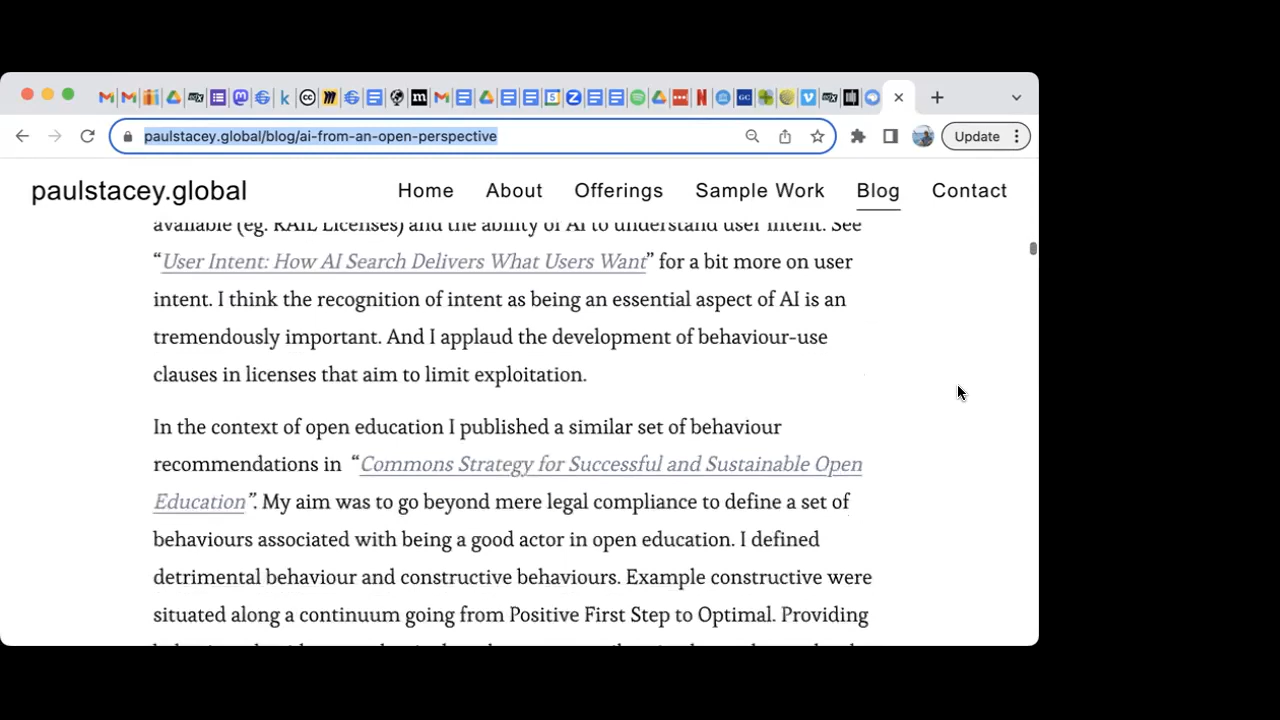 paulstacey.global/blog/ai-from-an-open-perspective
Update
paulstacey.global
Home
About
Offerings
Sample Work
Blog
Contact
available (eg. RAIL Licenses) and the ability of AI to understand user intent. See
“User Intent: How AI Search Delivers What Users Want” for a bit more on user
intent. I think the recognition of intent as being an essential aspect of AI is an
tremendously important. And I applaud the development of behaviour-use
clauses in licenses that aim to limit exploitation.
In the context of open education I published a similar set of behaviour
recommendations in “Commons Strategy for Successful and Sustainable Open
Education”. My aim was to go beyond mere legal compliance to define a set of
behaviours associated with being a good actor in open education. I defined
detrimental behaviour and constructive behaviours. Example constructive were
situated along a continuum going from Positive First Step to Optimal. Providing